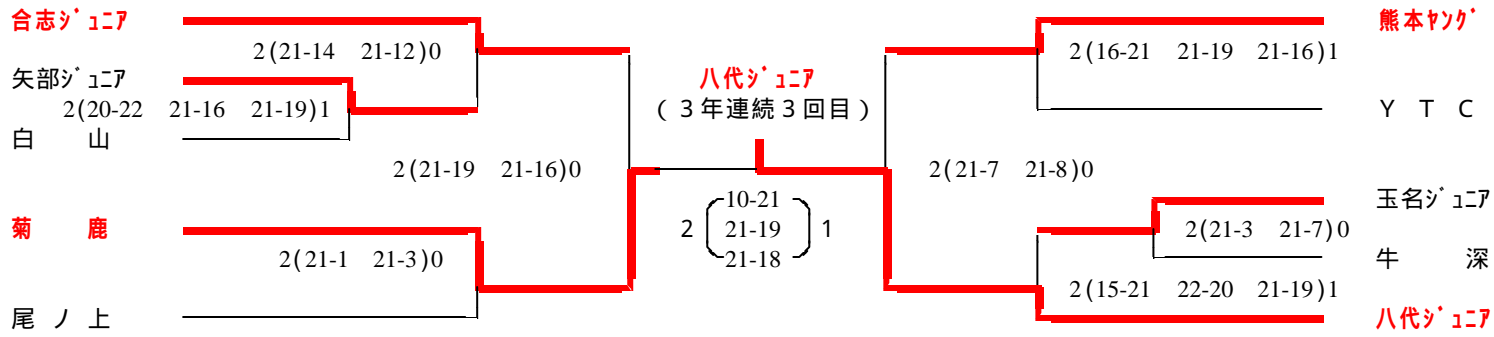 合志ジュニア
2(21-14 21-12)0
矢部ジュニア
2(20-22 21-16 21-19)1
白 山
2(21-19 21-16)0
菊 鹿
2(21-1 21-3)0
尾ノ上
八代ジュニア
(3年連続3回目)
10-21
2 21-19 1
21-18
熊本ヤング
2(16-21 21-19 21-16)1
YTC
2(21-7 21-8)0
玉名ジュニア
2(21-3 21-7)0
牛 深
2(15-21 22-20 21-19)1
八代ジュニア